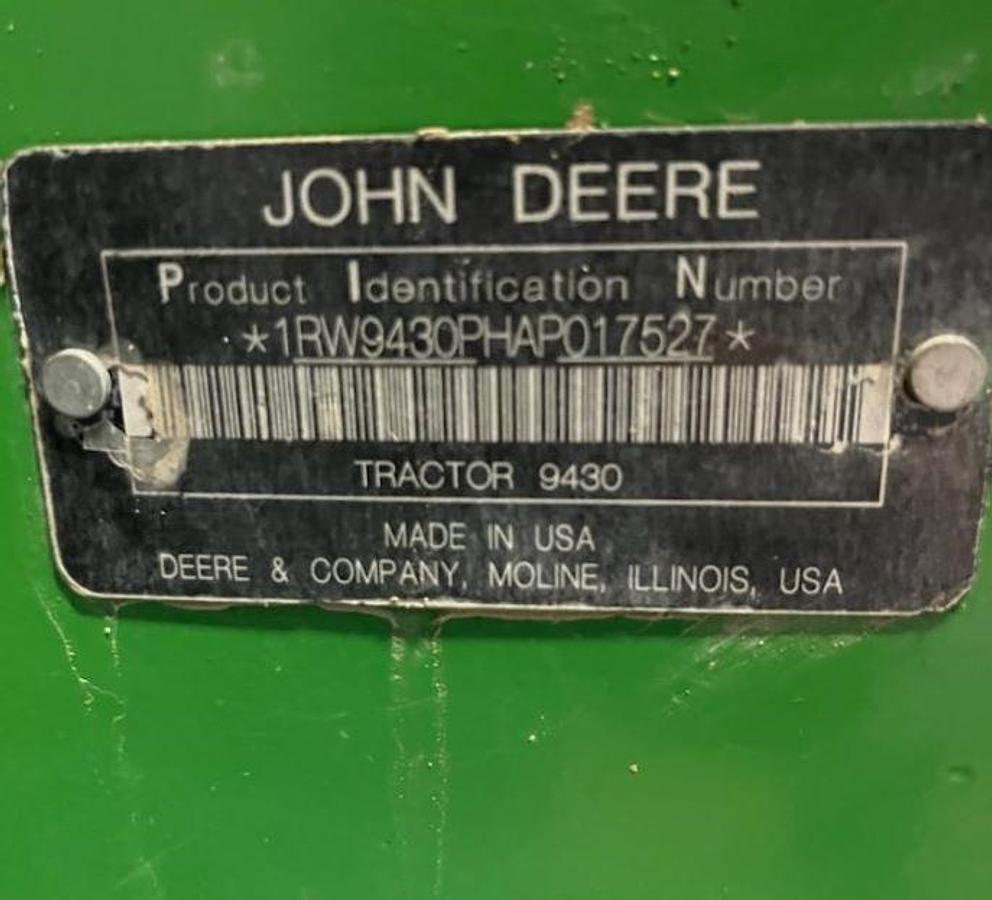 JOHN DEERE
Product Identification Number
*1RW9430PHAP017527*
TRACTOR 9430
MADE IN USA
DEERE & COMPANY, MOLINE, ILLINOIS, USA